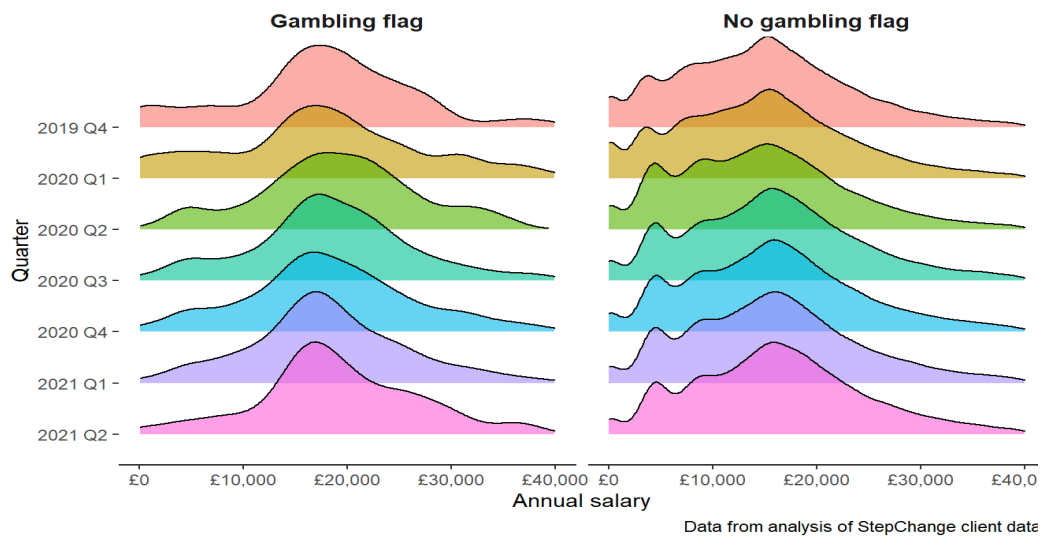 Gambling flag
No gambling flag
2019 Q4
2020 Q1
2020 Q2
2020 Q3
2020 Q4
2021 Q1
2021 Q2
Quarter
£0 £10,000 £20,000 £30,000 £40,000
£0 £10,000 £20,000 £30,000 £40,0
Annual salary
Data from analysis of StepChange client data